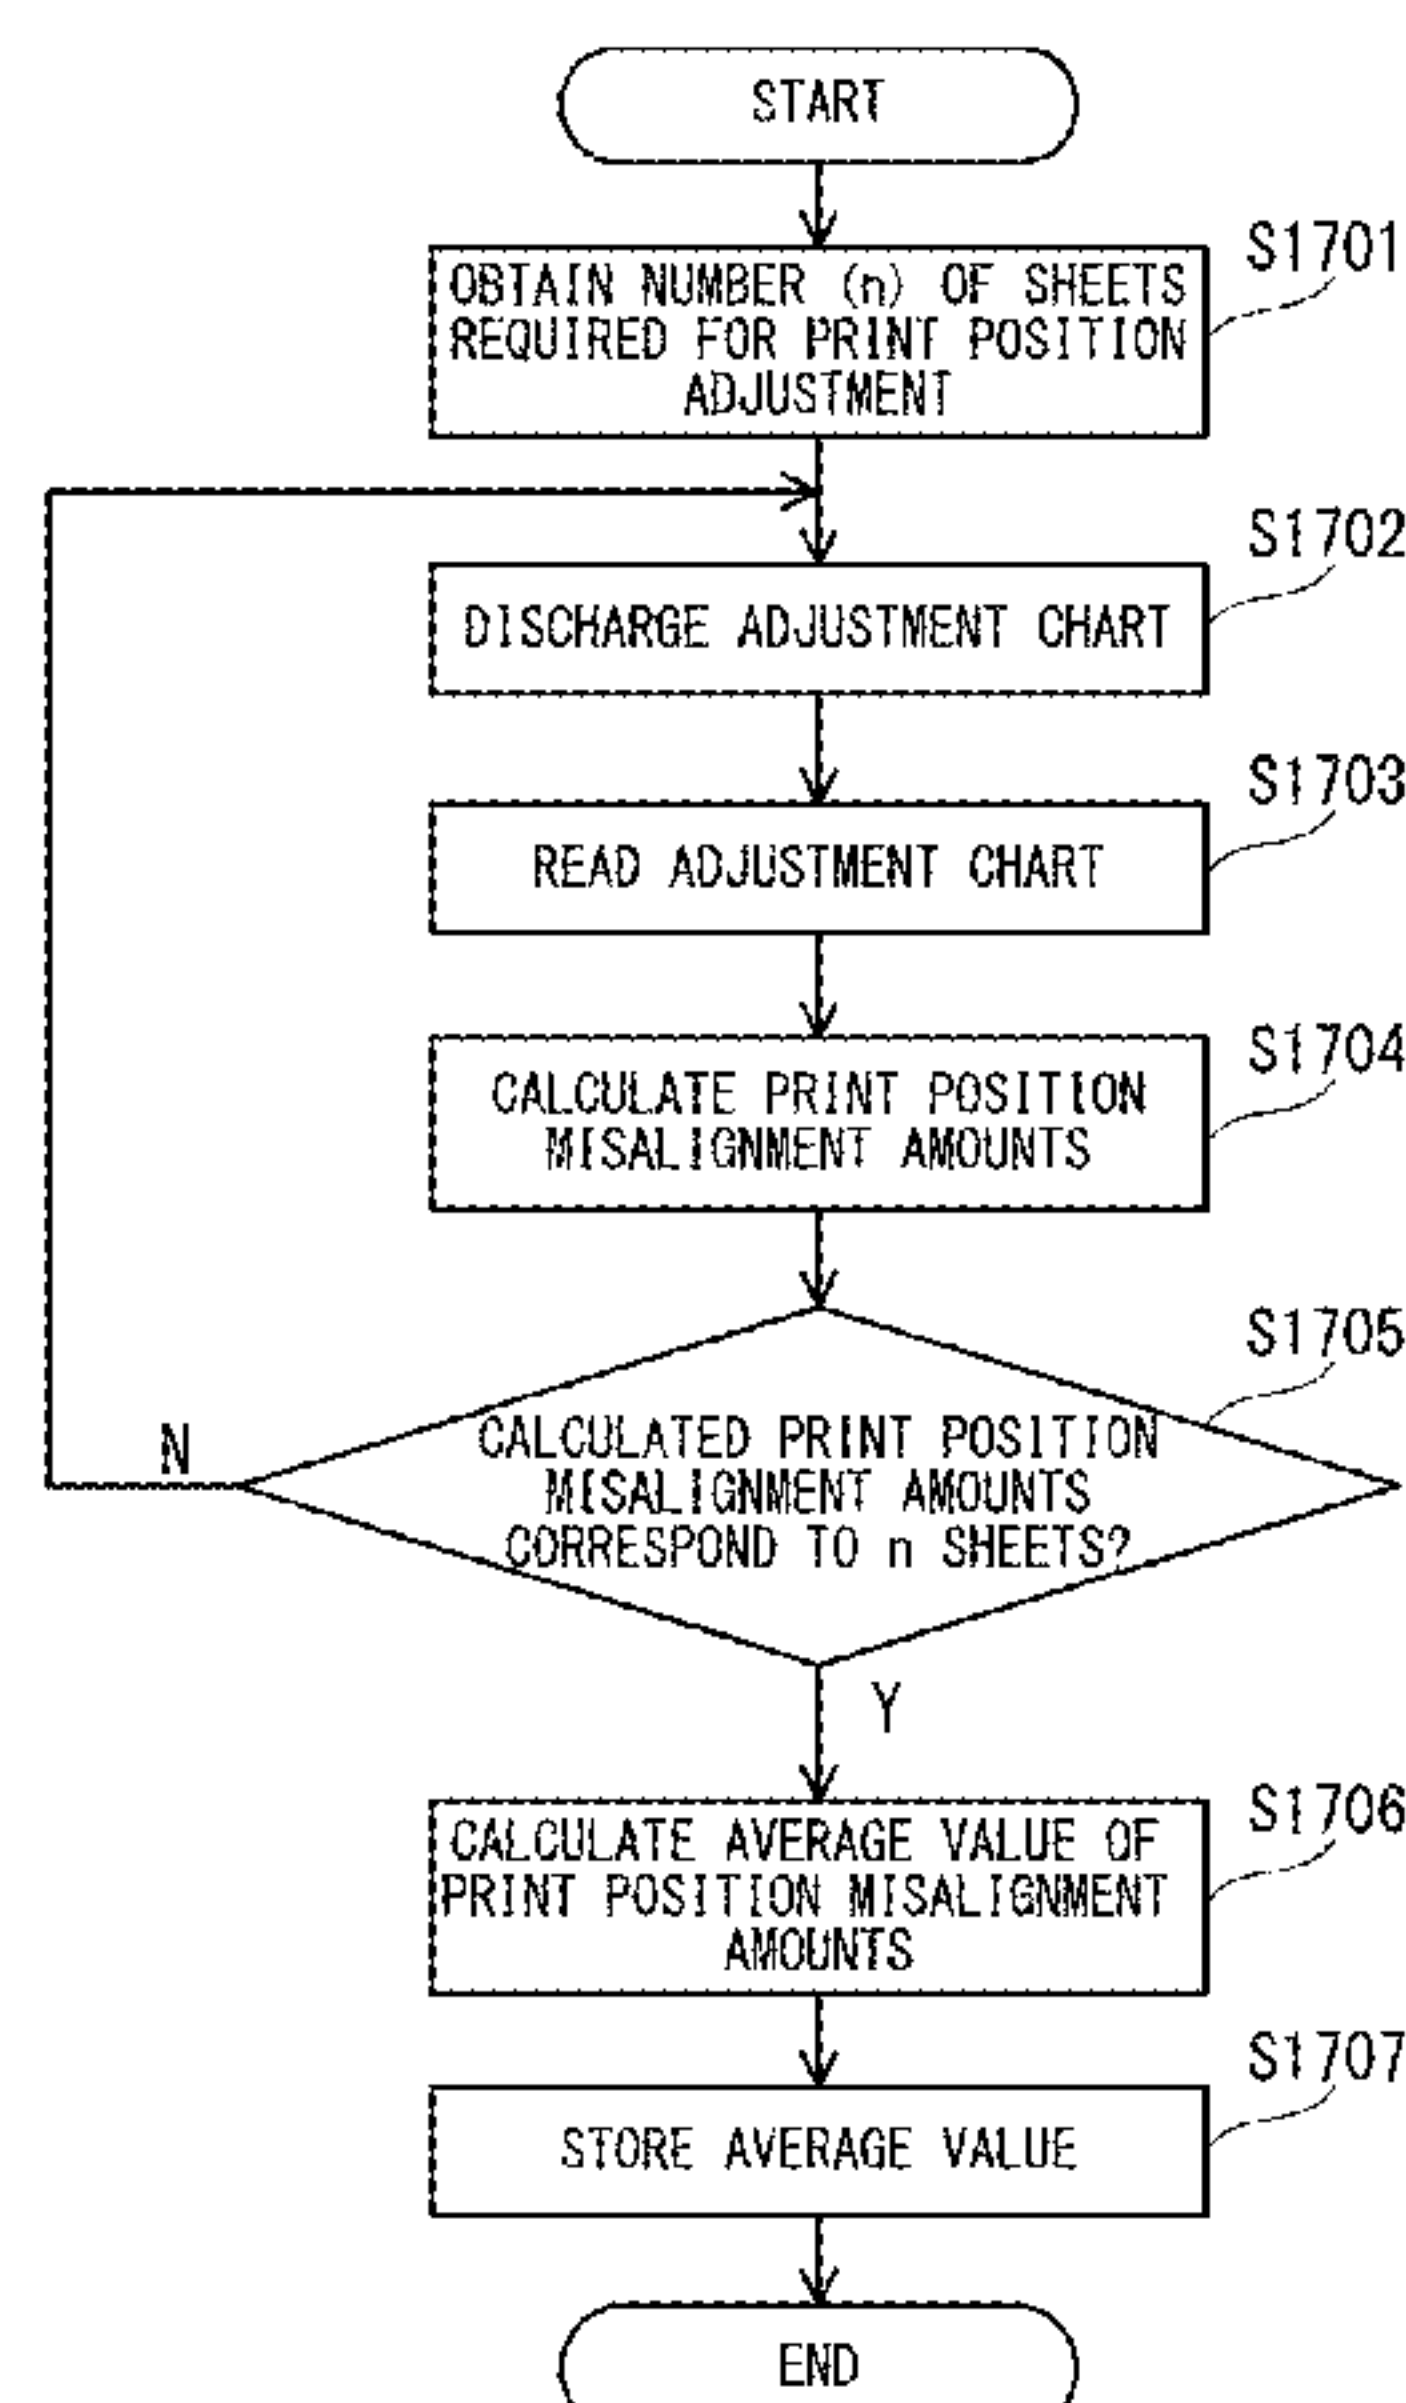 START
S1701
OBTAIN NUMBER (n) OF SHEETS
REQUIRED FOR PRINT POSITION
ADJUSTMENT
S1702
DISCHARGE ADJUSTMENT CHART
S1703
READ ADJUSTMENT CHART
S1704
CALCULATE PRINT POSITION
MISALIGNMENT AMOUNTS
S1705
CALCULATED PRINT POSITION
MISALIGNMENT AMOUNTS
CORRESPOND TO n SHEETS?
N
Y
S1706
CALCULATE AVERAGE VALUE OF
PRINT POSITION MISALIGNMENT
AMOUNTS
S1707
STORE AVERAGE VALUE
END